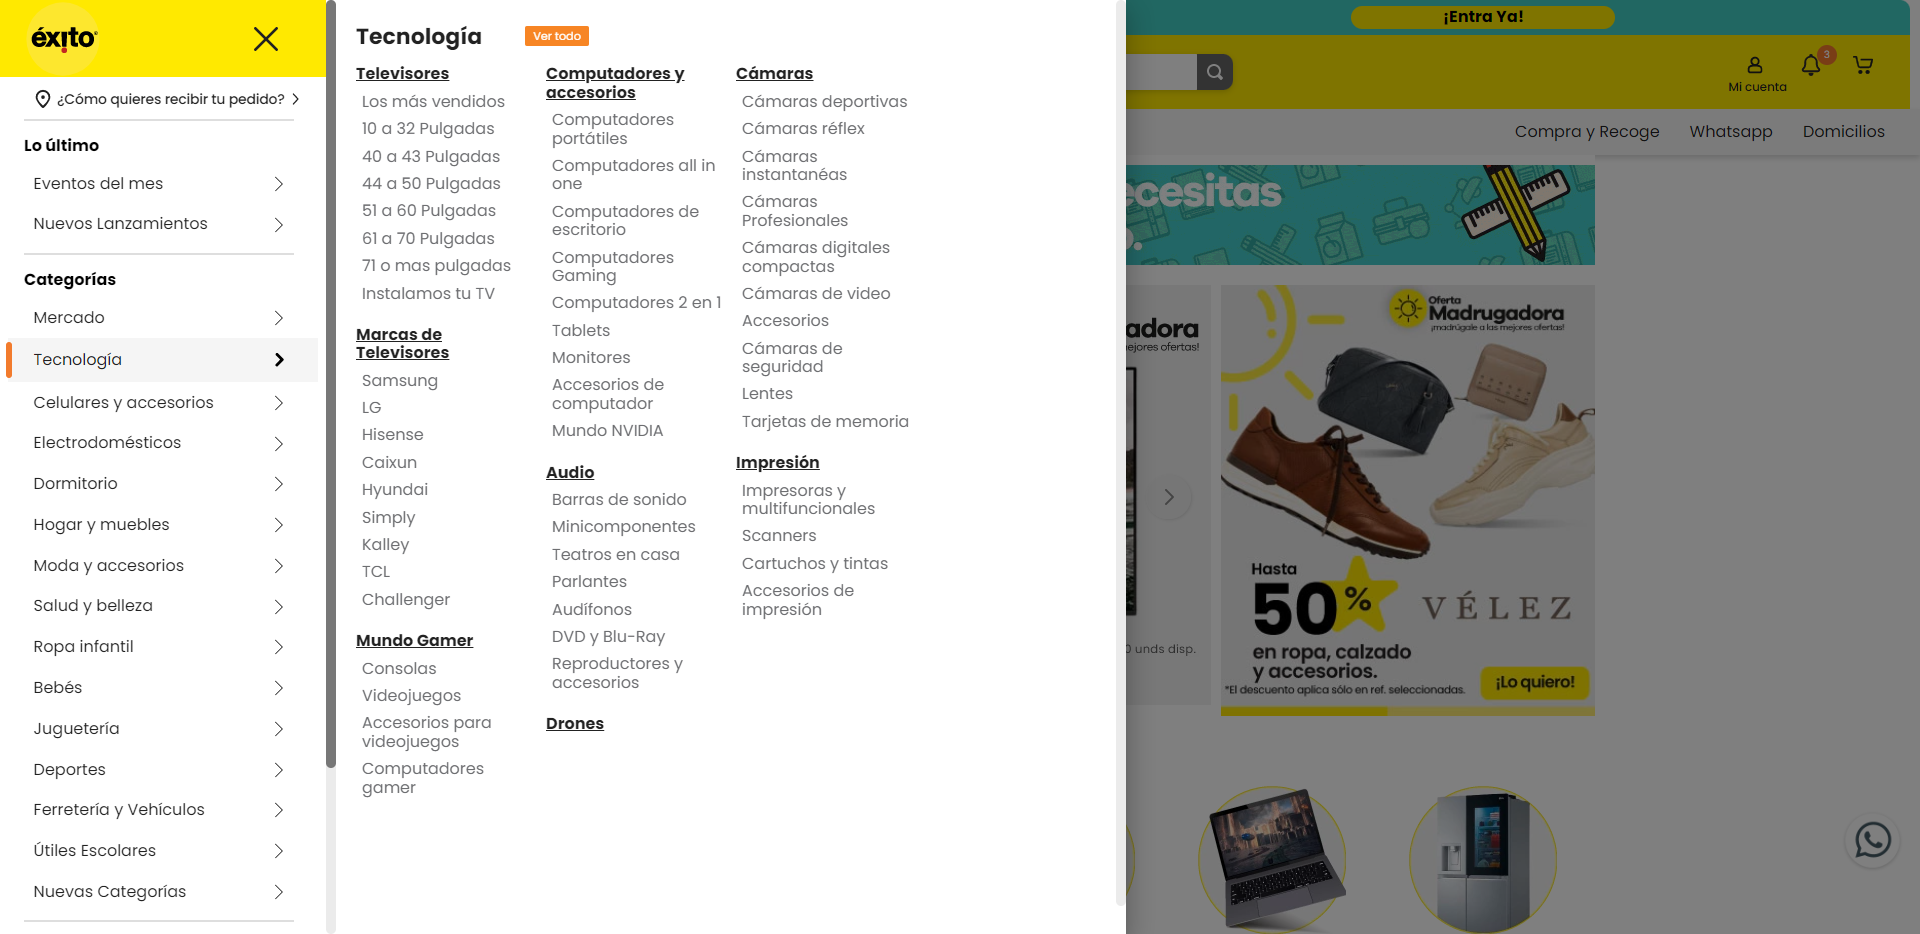 éxito
¿Cómo quieres recibir tu pedido?
Lo último
Eventos del mes
Nuevos Lanzamientos
Categorías
Mercado
Tecnología
Celulares y accesorios
Electrodomésticos
Dormitorio
Hogar y muebles
Moda y accesorios
Salud y belleza
Ropa infantil
Bebés
Juguetería
Deportes
Ferretería y Vehículos
Útiles Escolares
Nuevas Categorías
Tecnología
Ver todo
Televisores
Los más vendidos
10 a 32 Pulgadas
40 a 43 Pulgadas
44 a 50 Pulgadas
51 a 60 Pulgadas
61 a 70 Pulgadas
71 o mas pulgadas
Instalamos tu TV
Marcas de
Televisores
Samsung
LG
Hisense
Caixun
Hyundai
Simply
Kalley
TCL
Challenger
Mundo Gamer
Consolas
Videojuegos
Accesorios para
videojuegos
Computadores
gamer
Computadores y
accesorios
Computadores
portátiles
Computadores all in
one
Computadores de
escritorio
Computadores
Gaming
Computadores 2 en 1
Tablets
Monitores
Accesorios de
computador
Mundo NVIDIA
Audio
Barras de sonido
Minicomponentes
Teatros en casa
Parlantes
Audífonos
DVD y Blu-Ray
Reproductores y
accesorios
Drones
Cámaras
Cámaras deportivas
Cámaras réflex
Cámaras
instantanéas
Cámaras
Profesionales
Cámaras digitales
compactas
Cámaras de video
Accesorios
Cámaras de
seguridad
Lentes
Tarjetas de memoria
Impresión
Impresoras y
multifuncionales
Scanners
Cartuchos y tintas
Accesorios de
impresión
¡Entra Ya!
3
Mi cuenta
Compra y Recoge
Whatsapp
Domicilios
ecesitas
adora
ejores ofertas!
0 unds disp.
Oferta
Madrugadora
¡madrúgale a las mejores ofertas!
Hasta
50%
VÉLEZ
en ropa, calzado
y accesorios.
*El descuento aplica sólo en ref. seleccionadas.
¡Lo quiero!